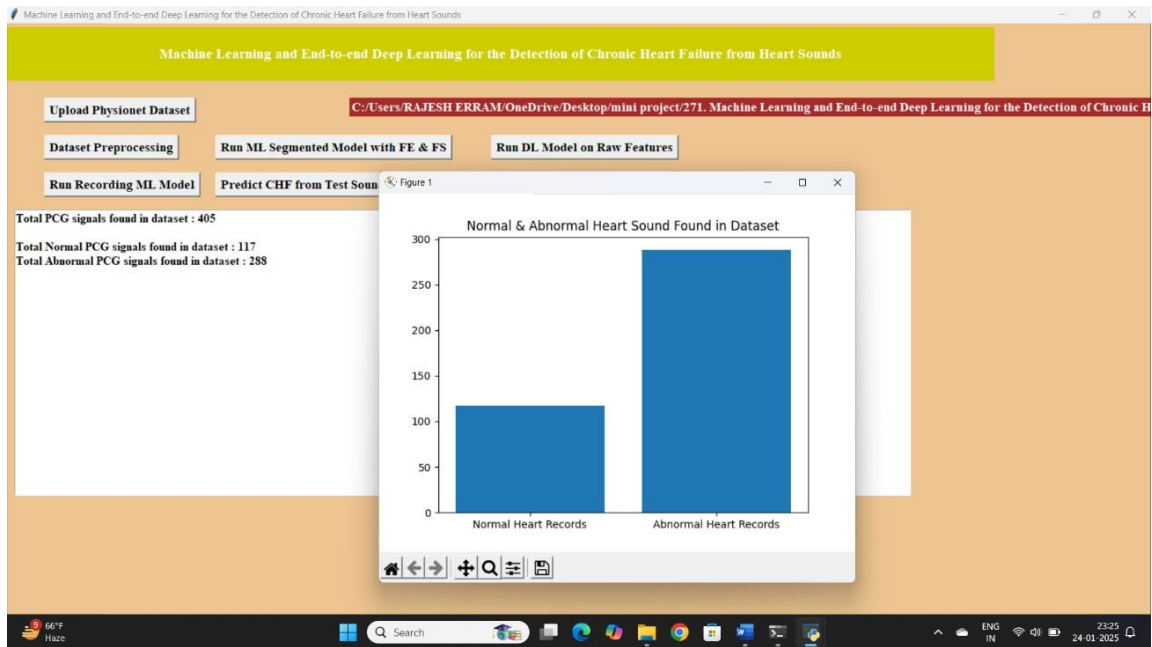 Machine Learning and End-to-end Deep Learning for the Detection of Chronic Heart Failure from Heart Sounds
Machine Learning and End-to-end Deep Learning for the Detection of Chronic Heart Failure from Heart Sounds
Upload Physionet Dataset
C:/Users/RAJESH ERRAM/OneDrive/Desktop/mini project/271. Machine Learning and End-to-end Deep Learning for the Detection of Chronic H
Dataset Preprocessing
Run ML Segmented Model with FE & FS
Run DL Model on Raw Features
Run Recording ML Model
Predict CHF from Test Soun
Total PCG signals found in dataset : 405
Total Normal PCG signals found in dataset : 117
Total Abnormal PCG signals found in dataset : 288
Figure 1
Normal & Abnormal Heart Sound Found in Dataset
300
250
200
150
100
50
0
Normal Heart Records
Abnormal Heart Records
9
66°F
Haze
Search
ENG
IN
23:25
24-01-2025